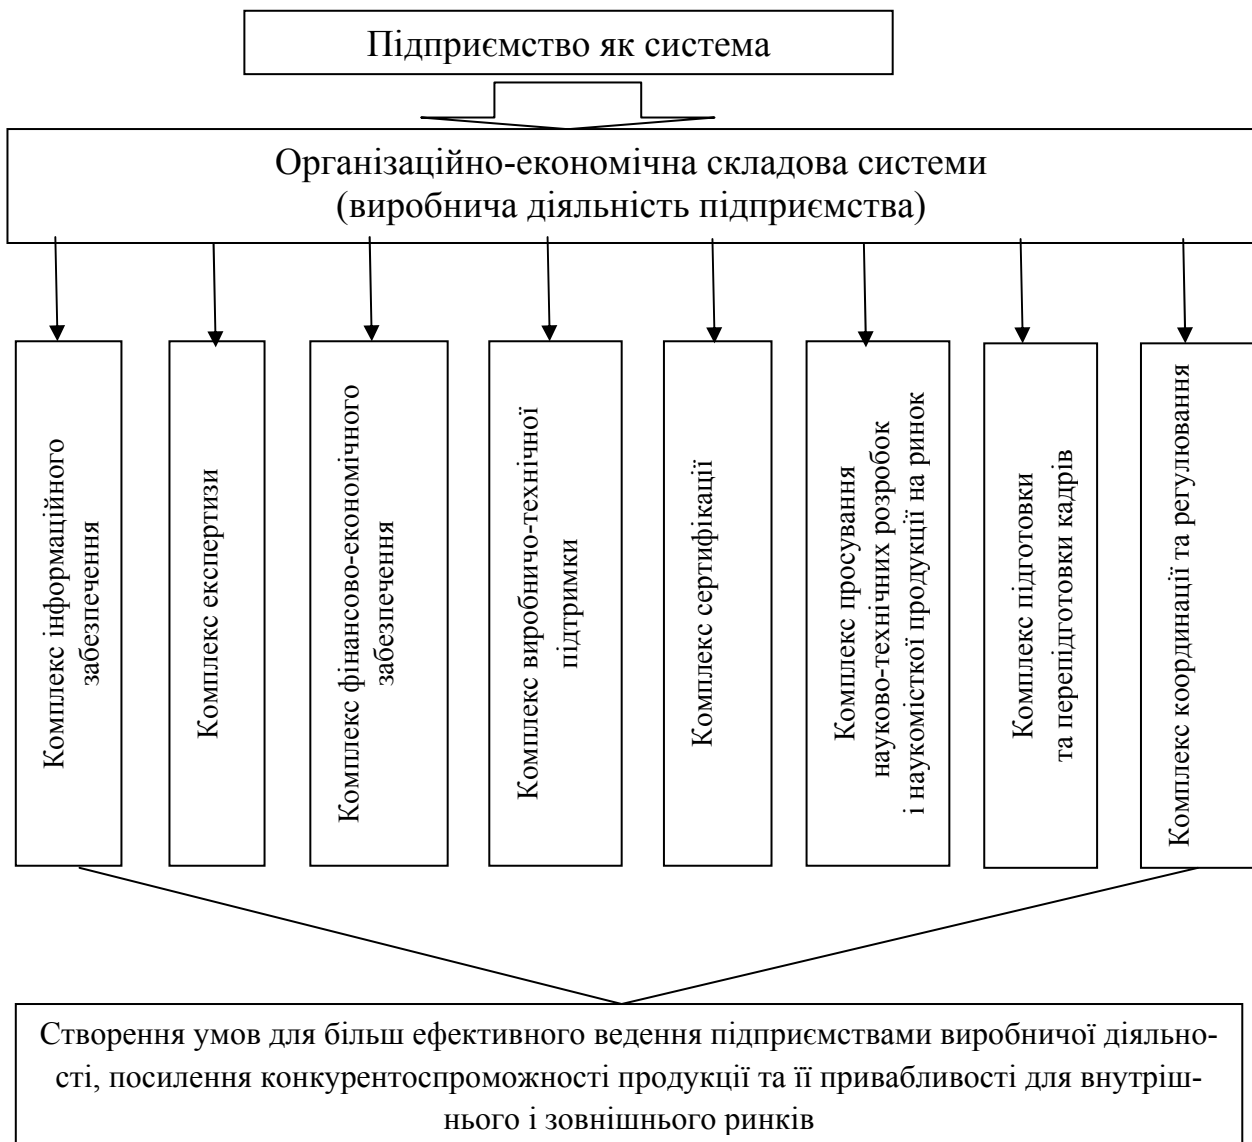 Підприємство як система
Організаційно-економічна складова системи
(виробнича діяльність підприємства)
Комплекс інформаційного
забезпечення
Комплекс експертизи
Комплекс фінансово-економічного
забезпечення
Комплекс виробничо-технічної
підтримки
Комплекс сертифікації
Комплекс просування
науково-технічних розробок
і наукомісткої продукції на ринок
Комплекс підготовки
та перепідготовки кадрів
Комплекс координації та регулювання
Створення умов для більш ефективного ведення підприємствами виробничої діяльно-
сті, посилення конкурентоспроможності продукції та її привабливості для внутріш-
нього і зовнішнього ринків